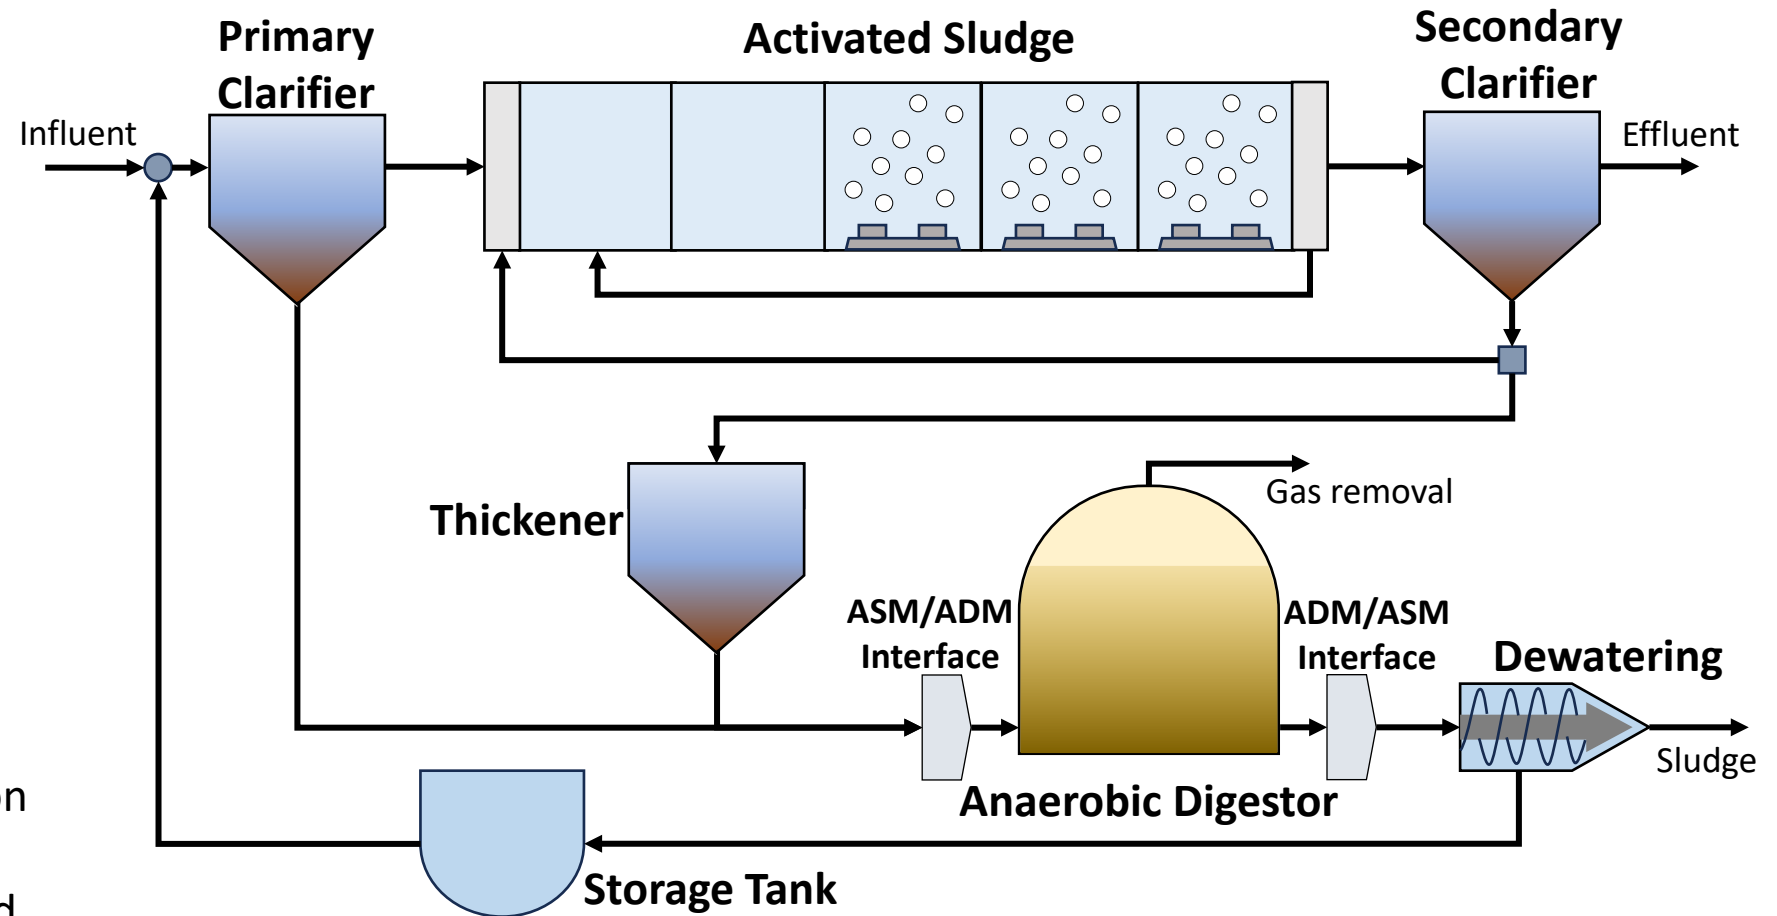 Primary
Clarifier
Activated Sludge
Secondary
Clarifier
Influent
Effluent
Thickener
Gas removal
ASM/ADM
Interface
ADM/ASM
Interface
Dewatering
Sludge
Anaerobic Digestor
Storage Tank
on